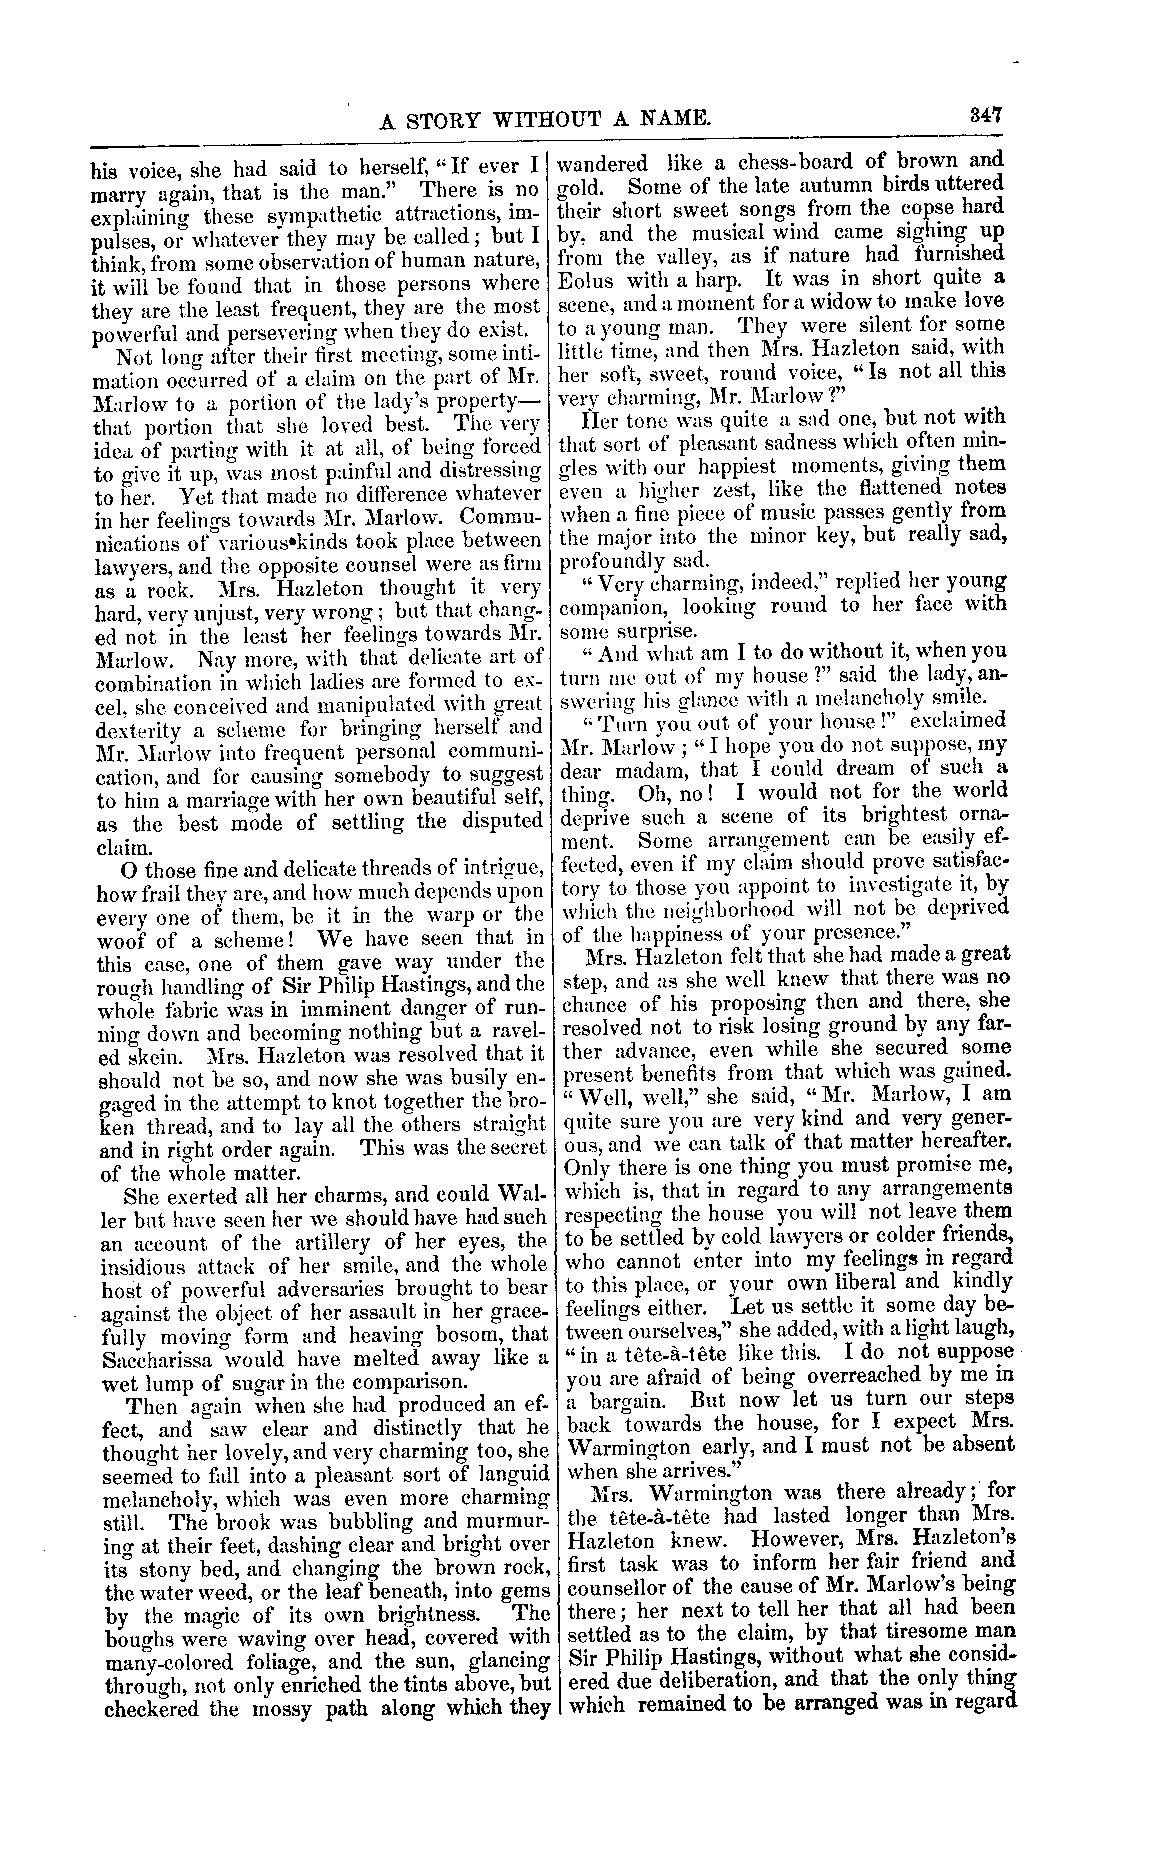 A STORY WITHOUT A NAME.
347
his voice, she had said to herself, "If ever I
marry again, that is the man." There is no
explaining these sympathetic attractions, im-
pulses, or whatever they may be called; but I
think, from some observation of human nature,
it will be found that in those persons where
they are the least frequent, they are the most
powerful and persevering when they do exist.
Not long after their first meeting, some inti-
mation occurred of a claim on the part of Mr.
Marlow to a portion of the lady's property—
that portion that she loved best. The very
idea of parting with it at all, of being forced
to give it up, was most painful and distressing
to her. Yet that made no difference whatever
in her feelings towards Mr. Marlow. Commu-
nications of various kinds took place between
lawyers, and the opposite counsel were as firm
as a rock. Mrs. Hazleton thought it very
hard, very unjust, very wrong; but that chang-
ed not in the least her feelings towards Mr.
Marlow. Nay more, with that delicate art of
combination in which ladies are formed to ex-
cel, she conceived and manipulated with great
dexterity a scheme for bringing herself and
Mr. Marlow into frequent personal communi-
cation, and for causing somebody to suggest
to him a marriage with her own beautiful self,
as the best mode of settling the disputed
claim.
O those fine and delicate threads of intrigue,
how frail they are, and how much depends upon
every one of them, be it in the warp or the
woof of a scheme! We have seen that in
this case, one of them gave way under the
rough handling of Sir Philip Hastings, and the
whole fabric was in imminent danger of run-
ning down and becoming nothing but a ravel-
ed skein. Mrs. Hazleton was resolved that it
should not be so, and now she was busily en-
gaged in the attempt to knot together the bro-
ken thread, and to lay all the others straight
and in right order again. This was the secret
of the whole matter.
She exerted all her charms, and could Wal-
ler but have seen her we should have had such
an account of the artillery of her eyes, the
insidious attack of her smile, and the whole
host of powerful adversaries brought to bear
against the object of her assault in her grace-
fully moving form and heaving bosom, that
Saccharissa would have melted away like a
wet lump of sugar in the comparison.
Then again when she had produced an ef-
fect, and saw clear and distinctly that he
thought her lovely, and very charming too, she
seemed to fall into a pleasant sort of languid
melancholy, which was even more charming
still. The brook was bubbling and murmur-
ing at their feet, dashing clear and bright over
its stony bed, and changing the brown rock,
the water weed, or the leaf beneath, into gems
by the magic of its own brightness. The
boughs were waving over head, covered with
many-colored foliage, and the sun, glancing
through, not only enriched the tints above, but
checkered the mossy path along which they
wandered like a chess-board of brown and
gold. Some of the late autumn birds uttered
their short sweet songs from the copse hard
by, and the musical wind came sighing up
from the valley, as if nature had furnished
Eolus with a harp. It was in short quite a
scene, and a moment for a widow to make love
to a young man. They were silent for some
little time, and then Mrs. Hazleton said, with
her soft, sweet, round voice, "Is not all this
very charming, Mr. Marlow?"
Her tone was quite a sad one, but not with
that sort of pleasant sadness which often min-
gles with our happiest moments, giving them
even a higher zest, like the flattened notes
when a fine piece of music passes gently from
the major into the minor key, but really sad,
profoundly sad.
"Very charming, indeed," replied her young
companion, looking round to her face with
some surprise.
"And what am I to do without it, when you
turn me out of my house?" said the lady, an-
swering his glance with a melancholy smile.
"Turn you out of your house!" exclaimed
Mr. Marlow; "I hope you do not suppose, my
dear madam, that I could dream of such a
thing. Oh, no! I would not for the world
deprive such a scene of its brightest orna-
ment. Some arrangement can be easily ef-
fected, even if my claim should prove satisfac-
tory to those you appoint to investigate it, by
which the neighborhood will not be deprived
of the happiness of your presence."
Mrs. Hazleton felt that she had made a great
step, and as she well knew that there was no
chance of his proposing then and there, she
resolved not to risk losing ground by any far-
ther advance, even while she secured some
present benefits from that which was gained.
"Well, well," she said, "Mr. Marlow, I am
quite sure you are very kind and very gener-
ous, and we can talk of that matter hereafter.
Only there is one thing you must promise me,
which is, that in regard to any arrangements
respecting the house you will not leave them
to be settled by cold lawyers or colder friends,
who cannot enter into my feelings in regard
to this place, or your own liberal and kindly
feelings either. Let us settle it some day be-
tween ourselves," she added, with a light laugh,
"in a tête-à-tête like this. I do not suppose
you are afraid of being overreached by me in
a bargain. But now let us turn our steps
back towards the house, for I expect Mrs.
Warmington early, and I must not be absent
when she arrives."
Mrs. Warmington was there already; for
the tête-à-tête had lasted longer than Mrs.
Hazleton knew. However, Mrs. Hazleton's
first task was to inform her fair friend and
counsellor of the cause of Mr. Marlow's being
there; her next to tell her that all had been
settled as to the claim, by that tiresome man
Sir Philip Hastings, without what she consid-
ered due deliberation, and that the only thing
which remained to be arranged was in regard